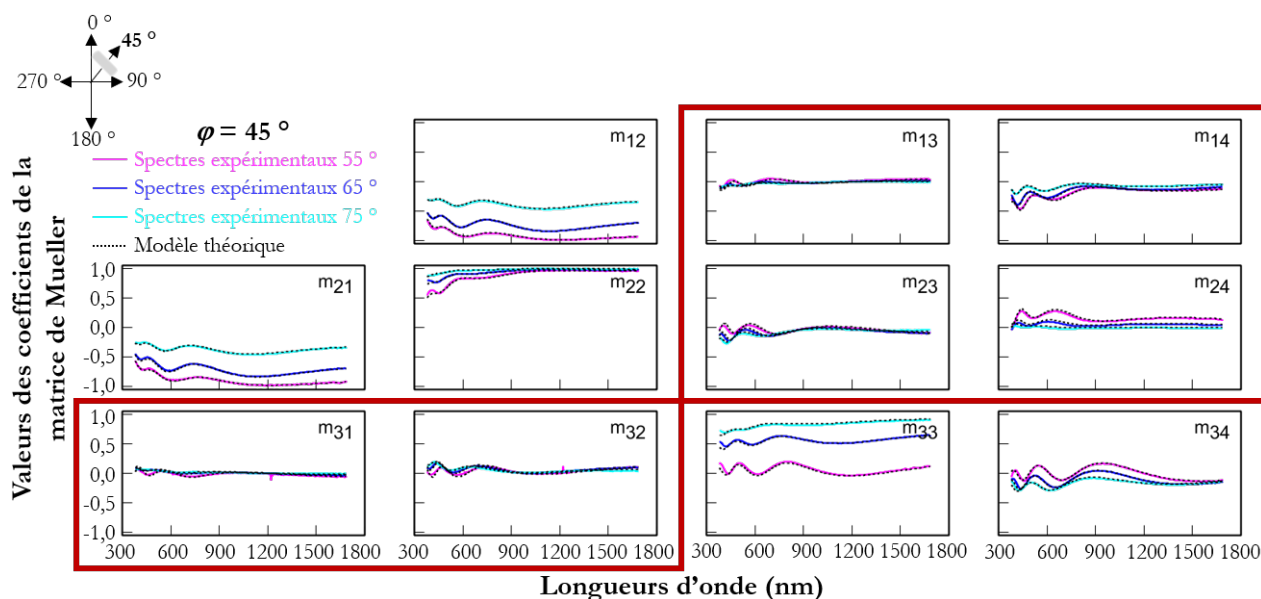 0 °
45 °
270 °
90 °
180 °
φ = 45 °
Spectres expérimentaux 55 °
Spectres expérimentaux 65 °
Spectres expérimentaux 75 °
Modèle théorique
Valeurs des coefficients de la
matrice de Mueller
m12
m13
m14
1,0
0,5
0,0
-0,5
-1,0
m21
m22
m23
m24
1,0
0,5
0,0
-0,5
-1,0
m31
m32
m33
m34
300 600 900 1200 1500 1800
300 600 900 1200 1500 1800
300 600 900 1200 1500 1800
300 600 900 1200 1500 1800
Longueurs d'onde (nm)